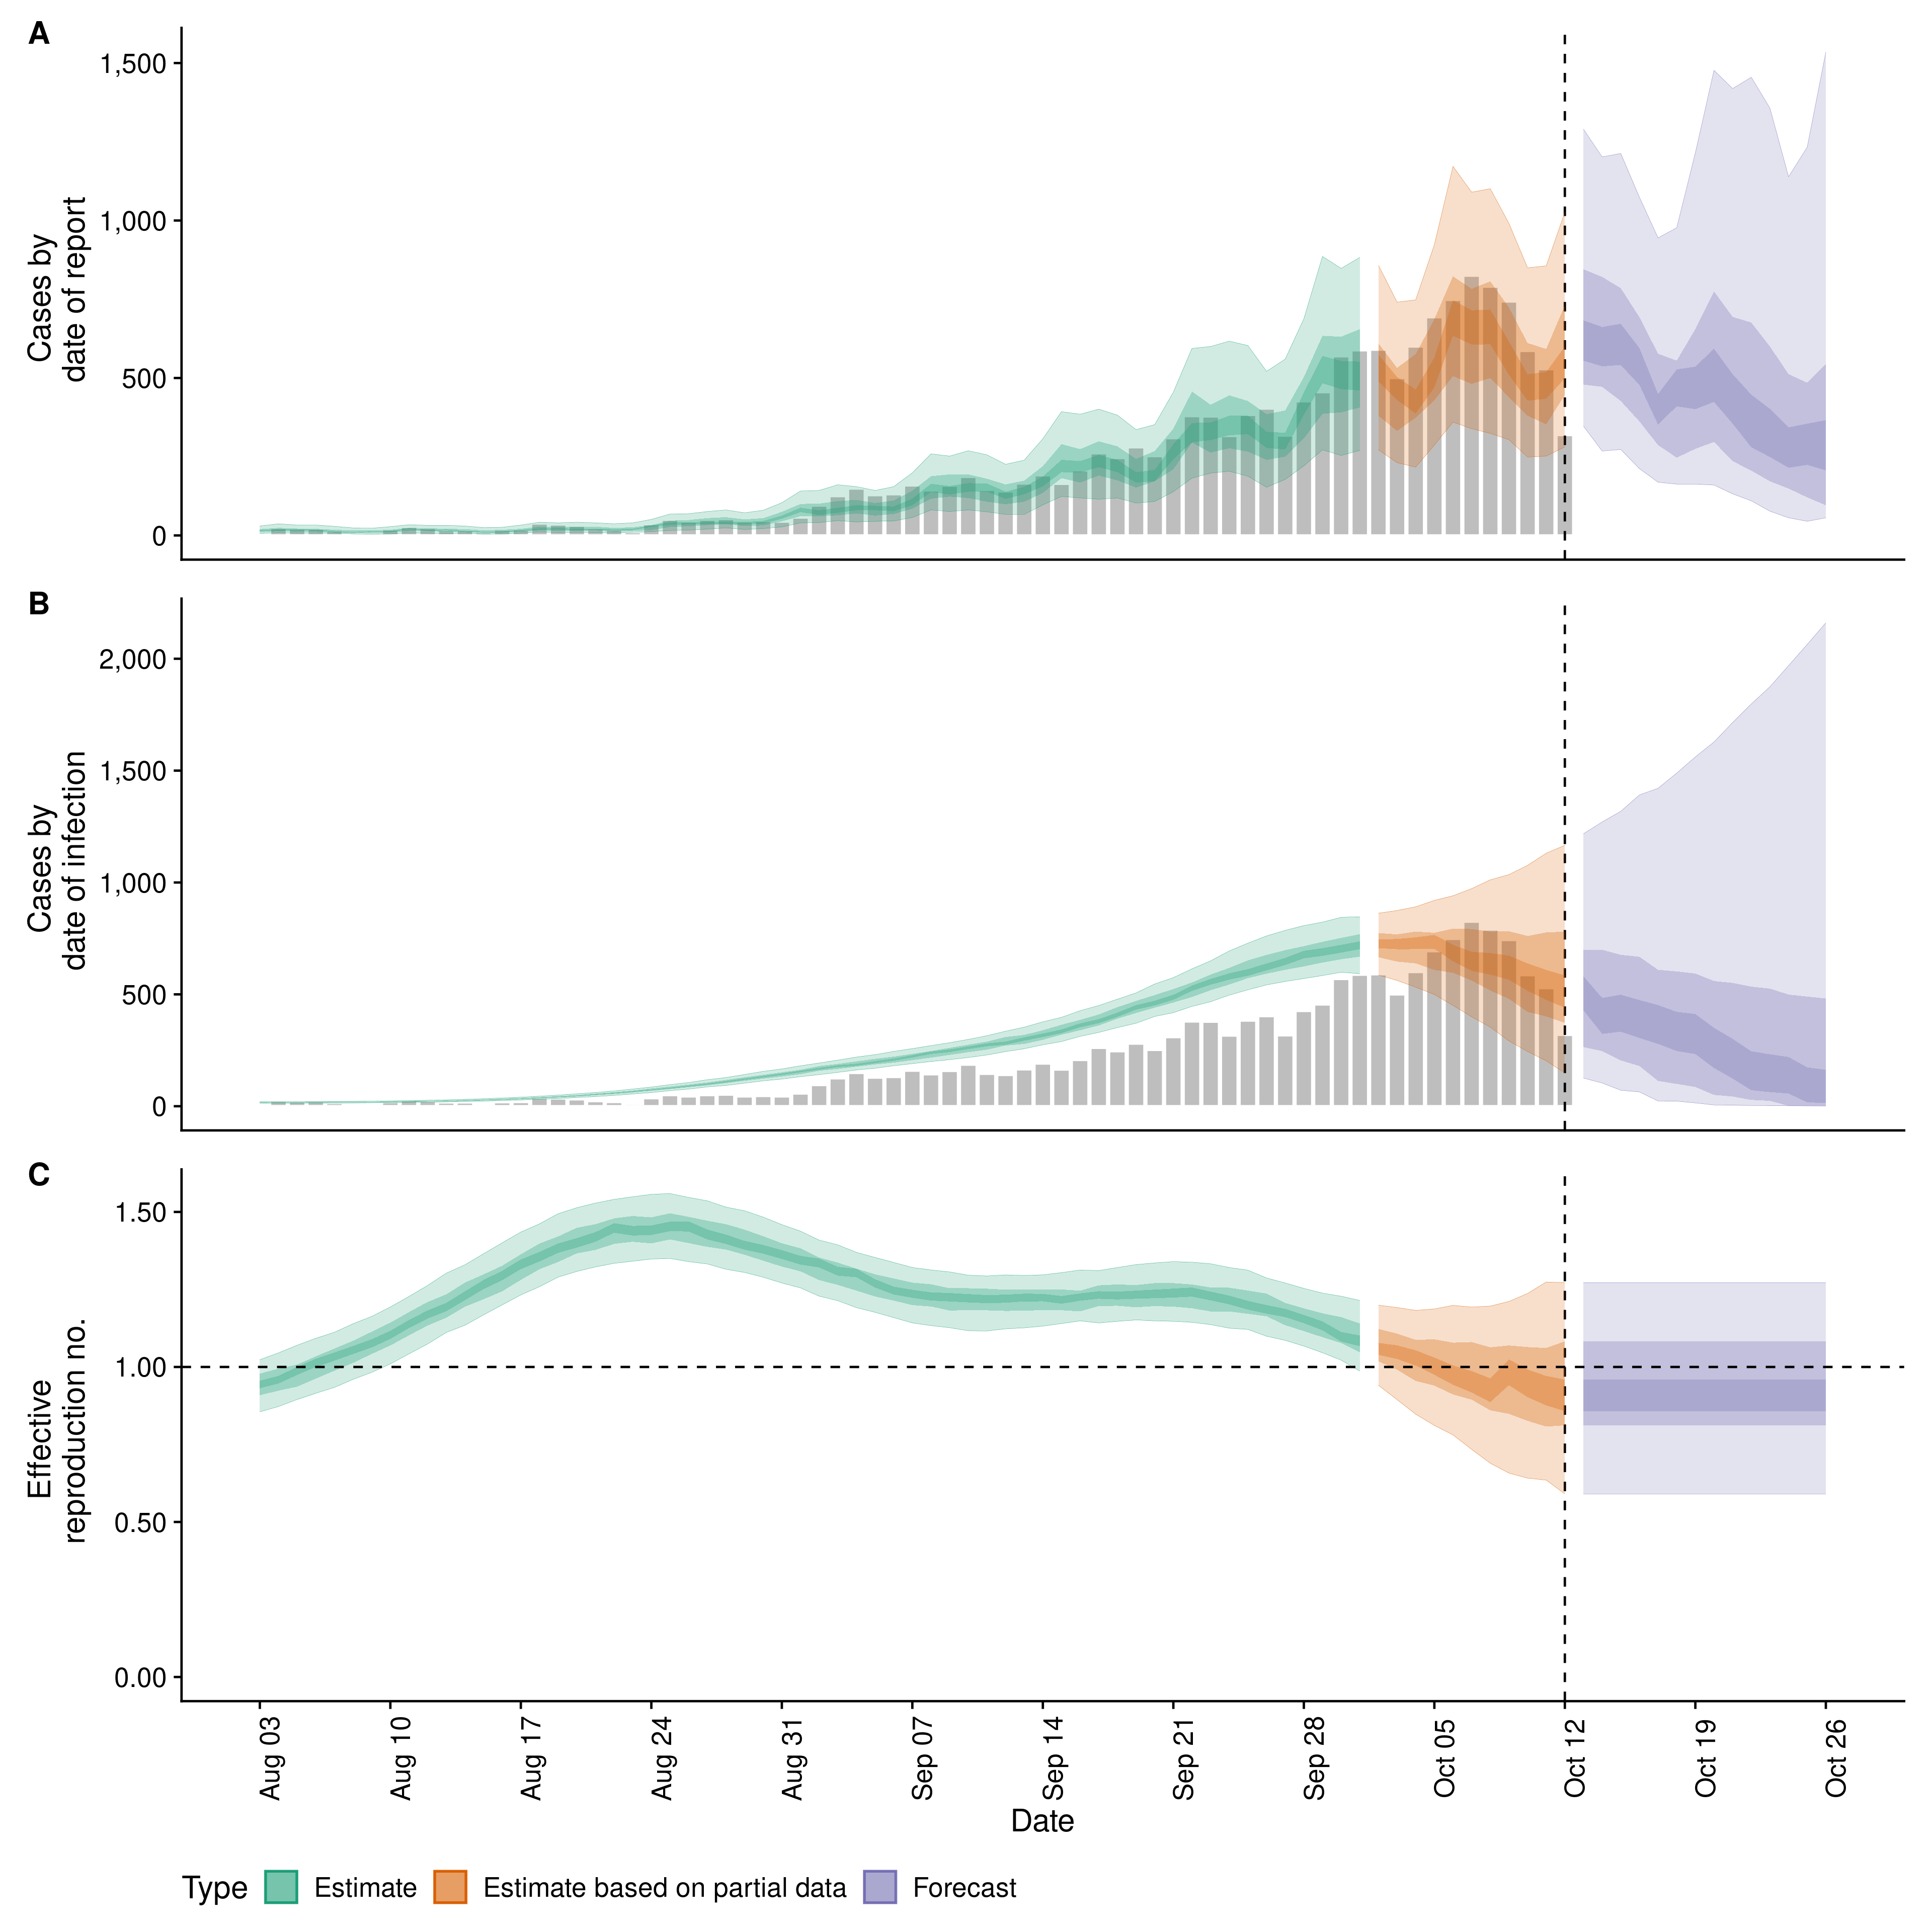 A
1,500
1,000
500
0
Cases by
date of report
B
2,000
1,500
1,000
500
0
Cases by
date of infection
C
1.50
1.00
0.50
0.00
Effective
reproduction no.
Aug 03
Aug 10
Aug 17
Aug 24
Aug 31
Sep 07
Sep 14
Sep 21
Sep 28
Oct 05
Oct 12
Oct 19
Oct 26
Date
Type Estimate Estimate based on partial data Forecast